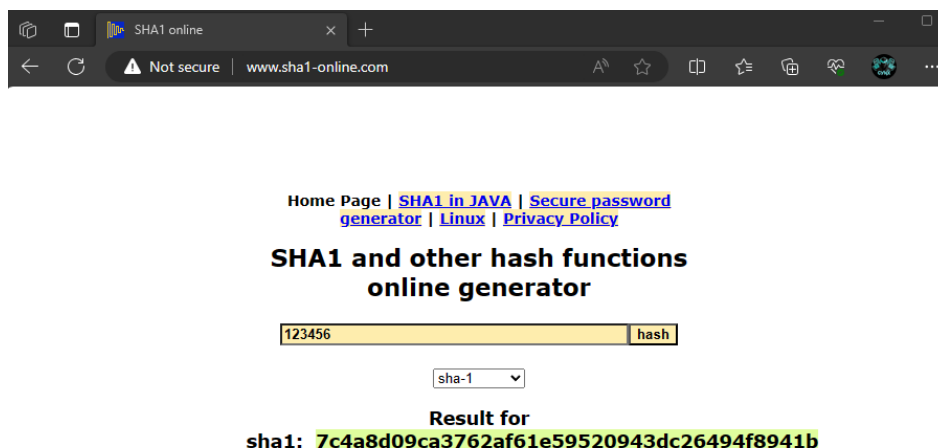 SHA1 online
Not secure www.sha1-online.com
Home Page | SHA1 in JAVA | Secure password
generator | Linux | Privacy Policy
SHA1 and other hash functions
online generator
123456 hash
sha-1
Result for
sha1: 7c4a8d09ca3762af61e59520943dc26494f8941b